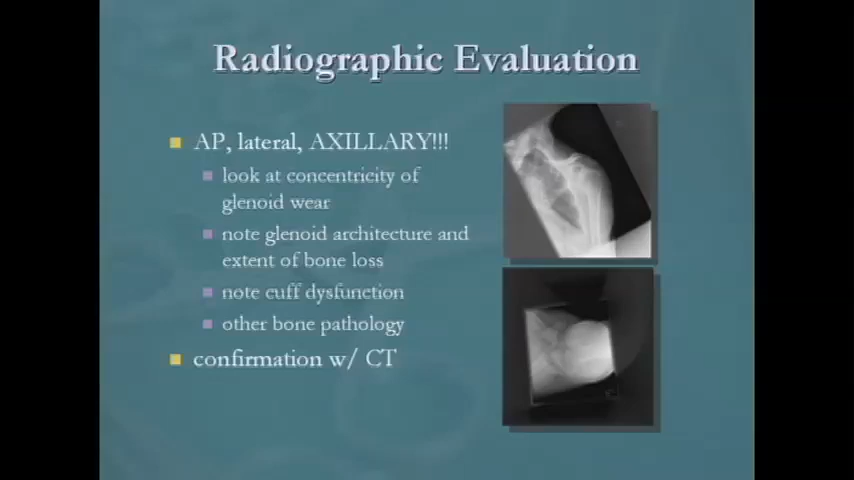 Radiographic Evaluation
AP, lateral, AXILLARY!!!
look at concentricity of
glenoid wear
note glenoid architecture and
extent of bone loss
note cuff dysfunction
other bone pathology
confirmation w/ CT